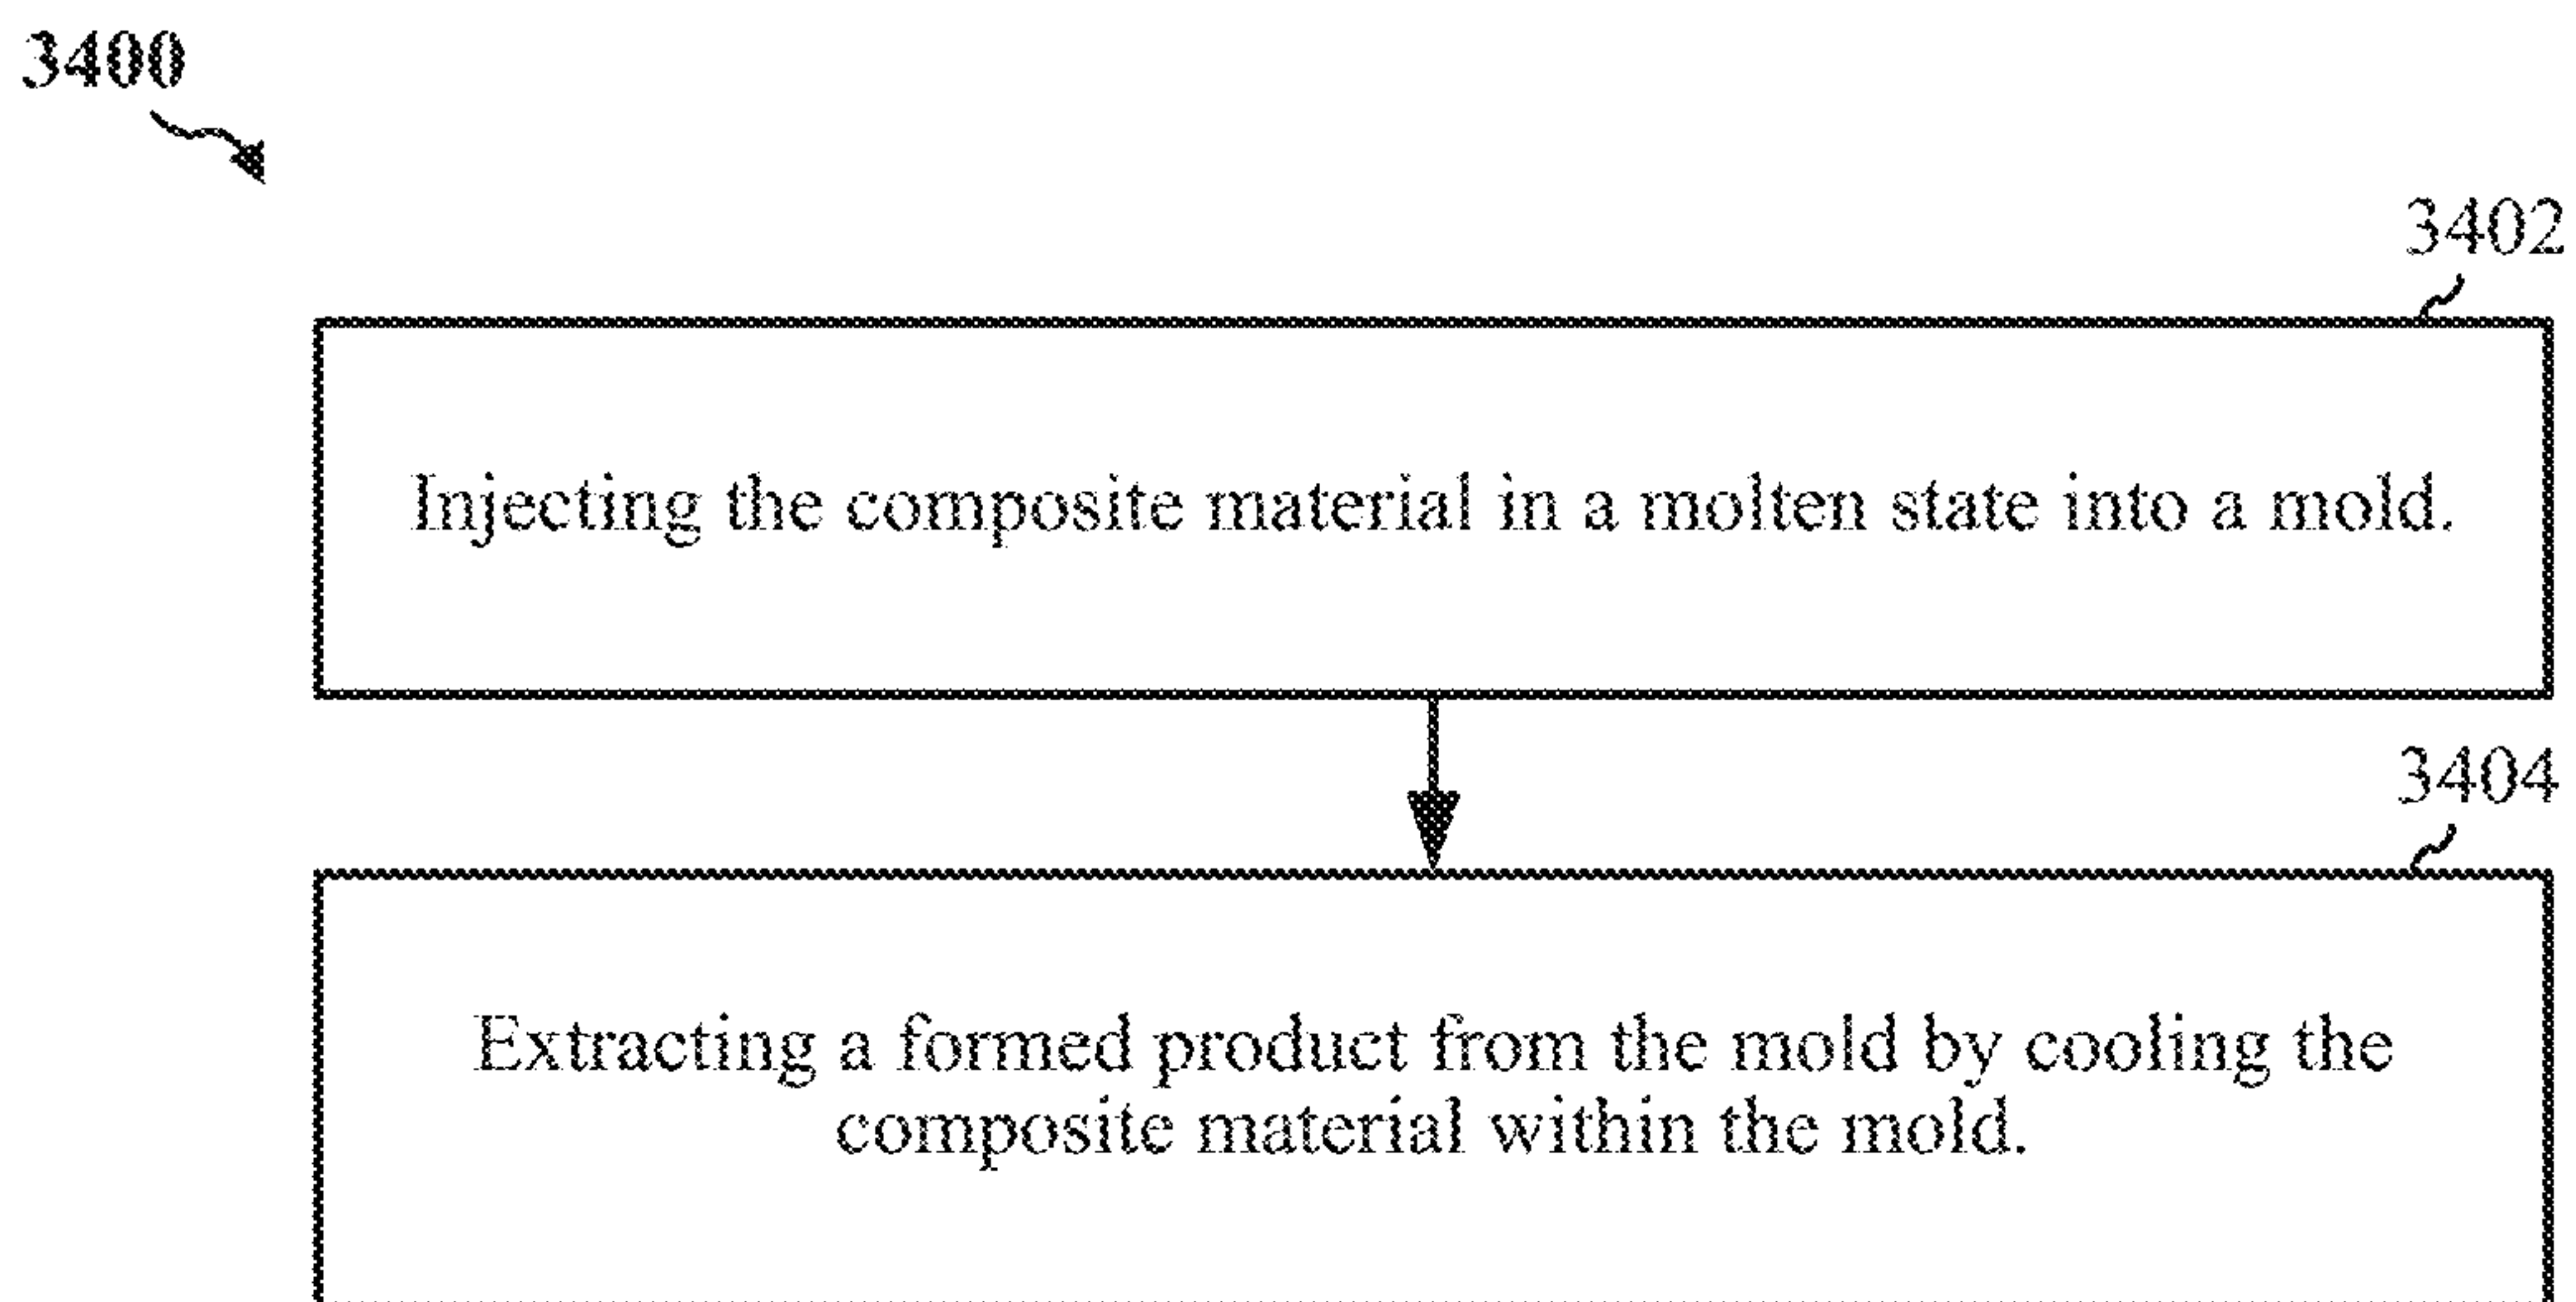 3400
3402
Injecting the composite material in a molten state into a mold.
3404
Extracting a formed product from the mold by cooling the
composite material within the mold.